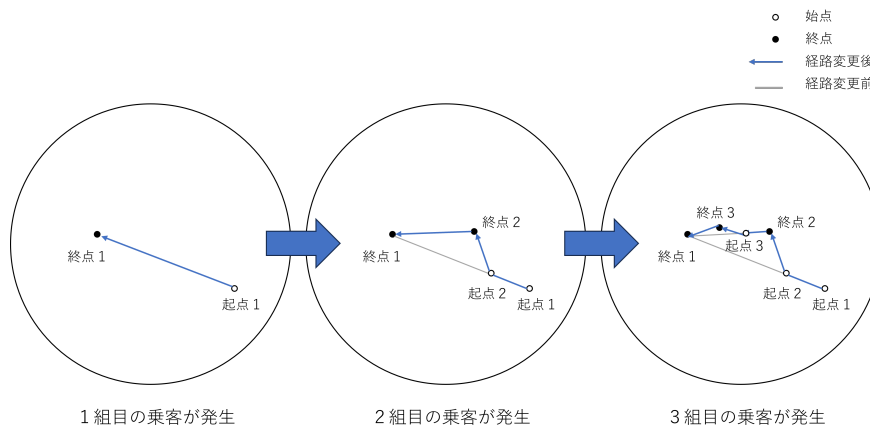 始点
終点
経路変更後
経路変更前
終点 1
起点 1
終点 2
終点 1
起点 2
起点 1
終点 3
終点 2
起点 3
終点 1
起点 2
起点 1
1 組目の乗客が発生
2 組目の乗客が発生
3 組目の乗客が発生